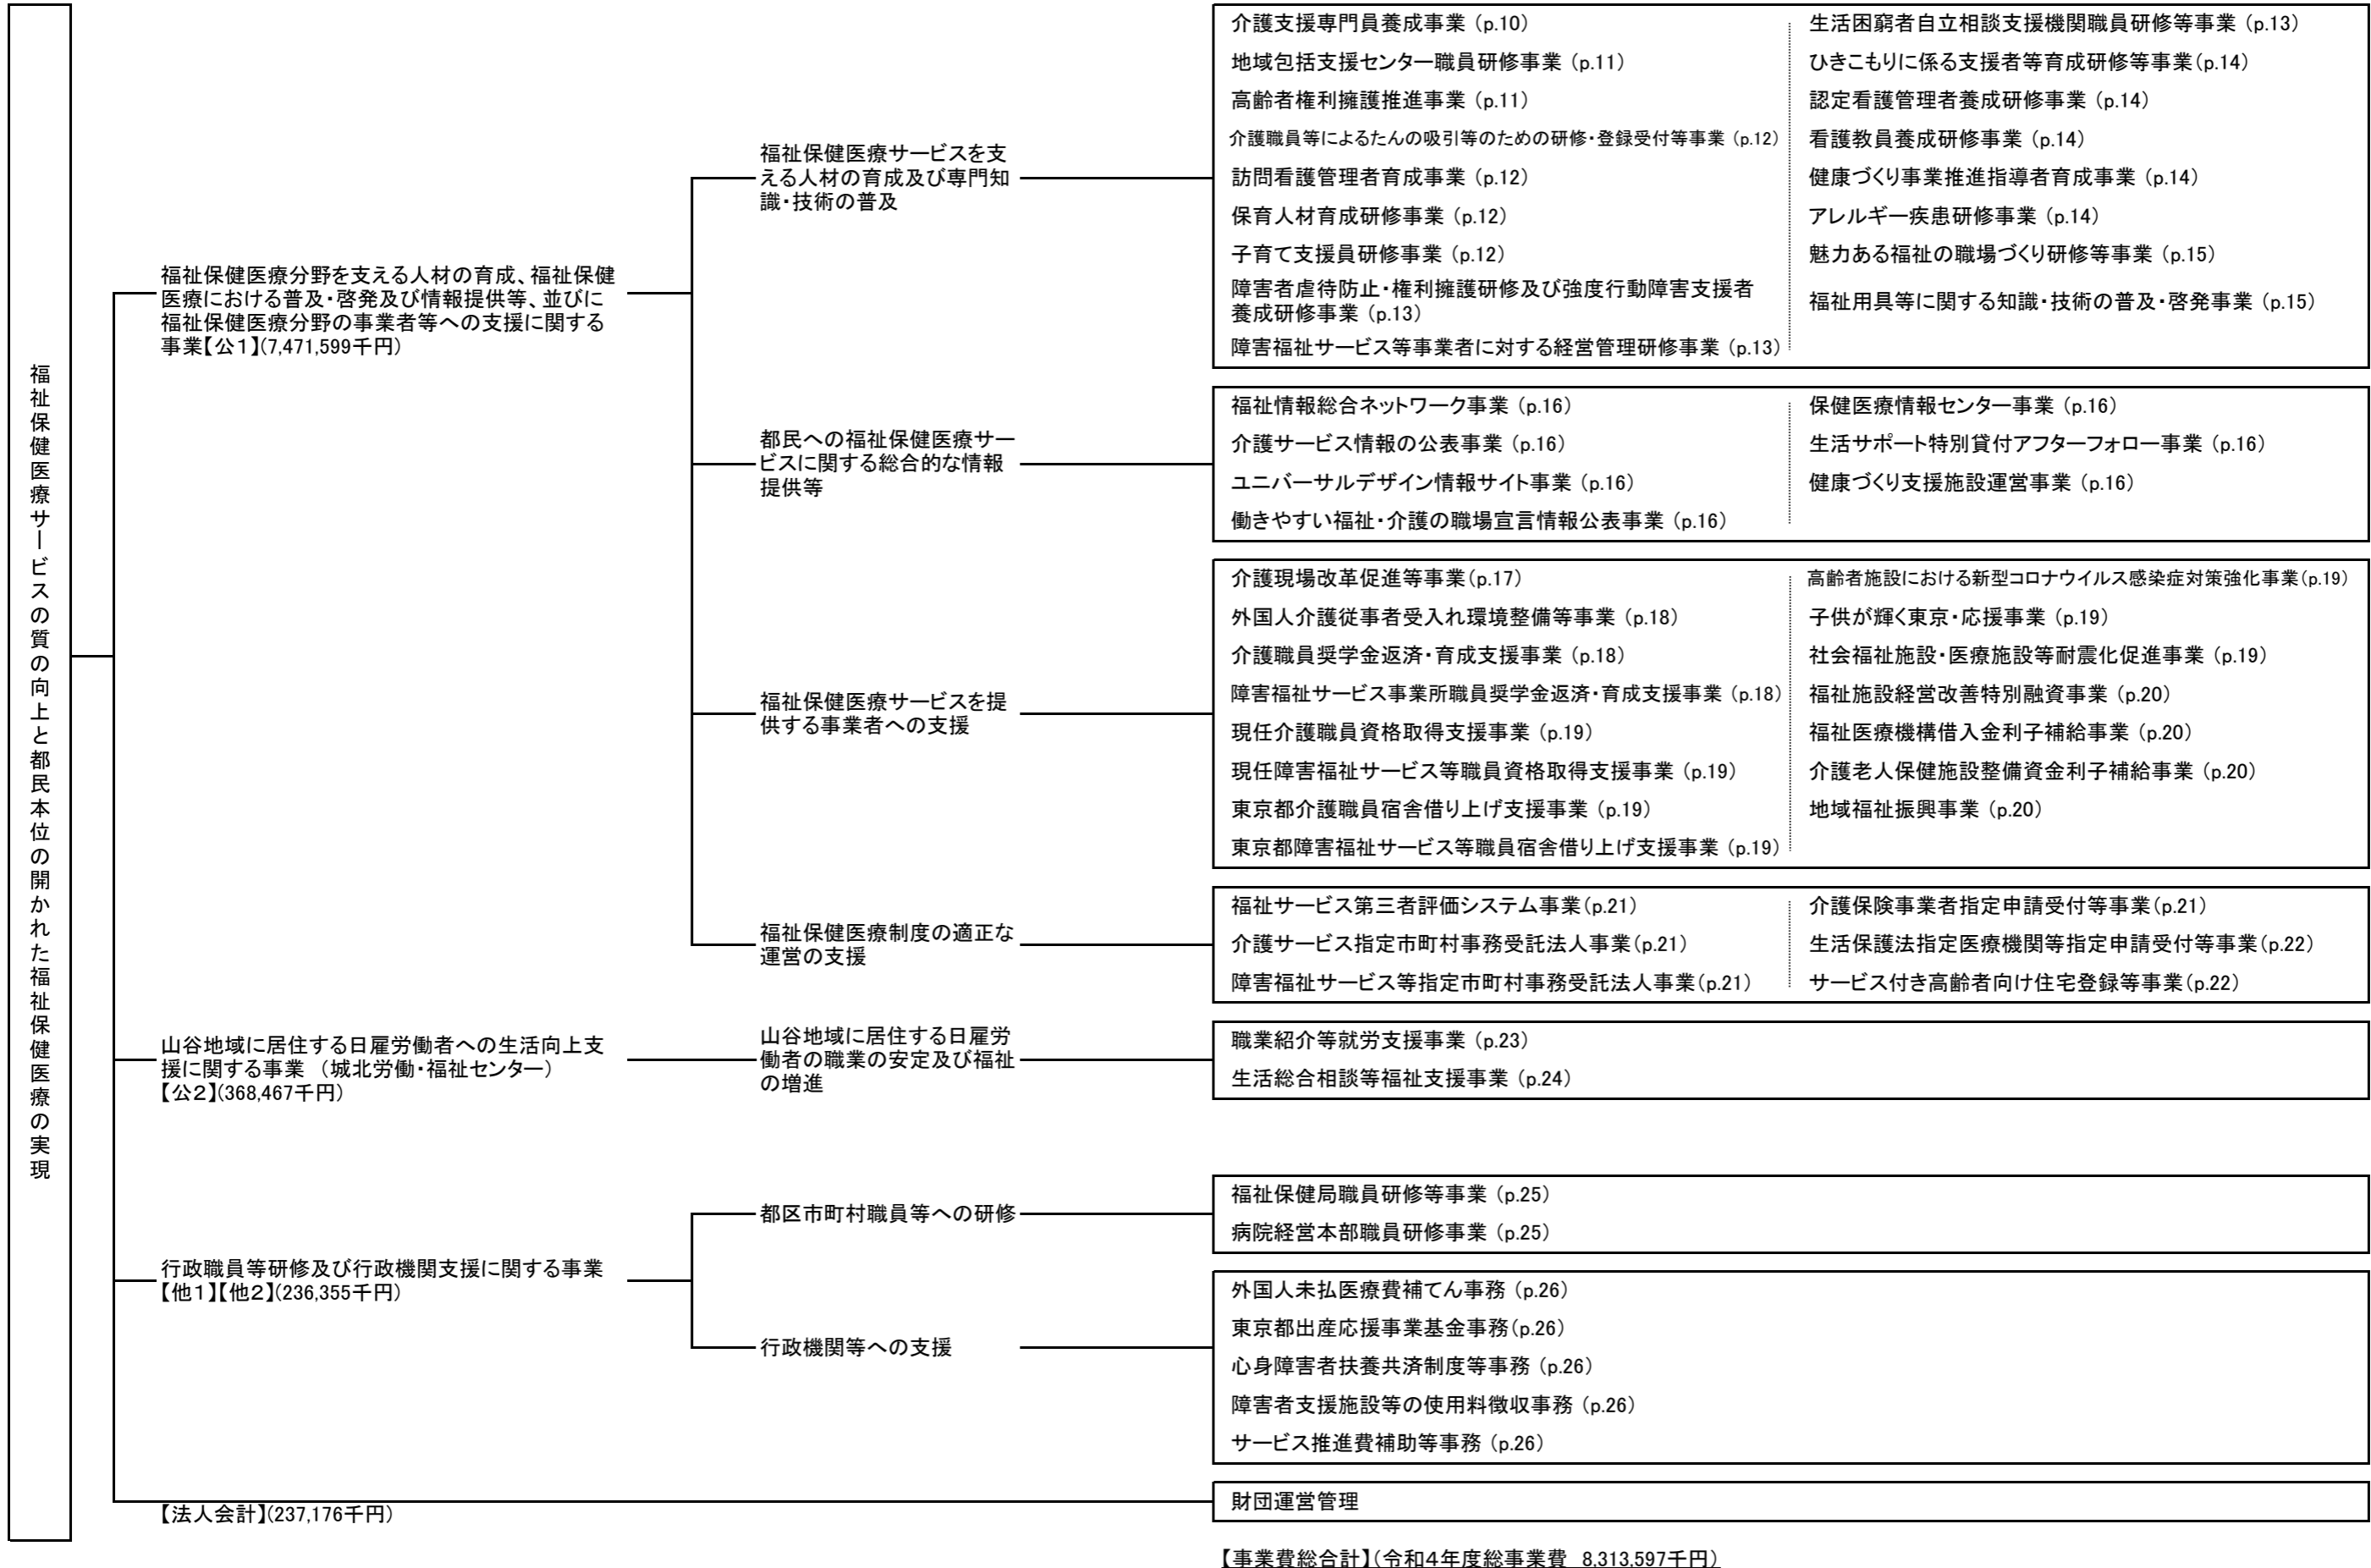 福祉保健医療サービスの質の向上と都民本位の開かれた福祉保健医療の実現
福祉保健医療分野を支える人材の育成、福祉保健
医療における普及・啓発及び情報提供等、並びに
福祉保健医療分野の事業者等への支援に関する
事業【公１】(7,471,599千円)
福祉保健医療サービスを支
える人材の育成及び専門知
識・技術の普及
介護支援専門員養成事業（p.10）
地域包括支援センター職員研修事業（p.11）
高齢者権利擁護推進事業（p.11）
介護職員等によるたんの吸引等のための研修・登録受付等事業（p.12）
訪問看護管理者育成事業（p.12）
保育人材育成研修事業（p.12）
子育て支援員研修事業（p.12）
障害者虐待防止・権利擁護研修及び強度行動障害支援者
養成研修事業（p.13）
障害福祉サービス等事業者に対する経営管理研修事業（p.13）
生活困窮者自立相談支援機関職員研修等事業（p.13）
ひきこもりに係る支援者等育成研修等事業(p.14)
認定看護管理者養成研修事業（p.14）
看護教員養成研修事業（p.14）
健康づくり事業推進指導者育成事業（p.14）
アレルギー疾患研修事業（p.14）
魅力ある福祉の職場づくり研修等事業（p.15）
福祉用具等に関する知識・技術の普及・啓発事業（p.15）
都民への福祉保健医療サー
ビスに関する総合的な情報
提供等
福祉情報総合ネットワーク事業（p.16）
介護サービス情報の公表事業（p.16）
ユニバーサルデザイン情報サイト事業（p.16）
働きやすい福祉・介護の職場宣言情報公表事業（p.16）
保健医療情報センター事業（p.16）
生活サポート特別貸付アフターフォロー事業（p.16）
健康づくり支援施設運営事業（p.16）
福祉保健医療サービスを提
供する事業者への支援
介護現場改革促進等事業(p.17)
外国人介護従事者受入れ環境整備等事業（p.18）
介護職員奨学金返済・育成支援事業（p.18）
障害福祉サービス事業所職員奨学金返済・育成支援事業（p.18）
現任介護職員資格取得支援事業（p.19）
現任障害福祉サービス等職員資格取得支援事業（p.19）
東京都介護職員宿舎借り上げ支援事業（p.19）
東京都障害福祉サービス等職員宿舎借り上げ支援事業（p.19）
高齢者施設における新型コロナウイルス感染症対策強化事業(p.19)
子供が輝く東京・応援事業（p.19）
社会福祉施設・医療施設等耐震化促進事業（p.19）
福祉施設経営改善特別融資事業（p.20）
福祉医療機構借入金利子補給事業（p.20）
介護老人保健施設整備資金利子補給事業（p.20）
地域福祉振興事業（p.20）
福祉保健医療制度の適正な
運営の支援
福祉サービス第三者評価システム事業(p.21)
介護サービス指定市町村事務受託法人事業(p.21)
障害福祉サービス等指定市町村事務受託法人事業(p.21)
介護保険事業者指定申請受付等事業(p.21)
生活保護法指定医療機関等指定申請受付等事業(p.22)
サービス付き高齢者向け住宅登録等事業(p.22)
山谷地域に居住する日雇労働者への生活向上支
援に関する事業　（城北労働・福祉センター）
【公２】(368,467千円)
山谷地域に居住する日雇労
働者の職業の安定及び福祉
の増進
職業紹介等就労支援事業（p.23）
生活総合相談等福祉支援事業（p.24）
行政職員等研修及び行政機関支援に関する事業
【他１】【他２】(236,355千円)
都区市町村職員等への研修
福祉保健局職員研修等事業（p.25）
病院経営本部職員研修事業（p.25）
行政機関等への支援
外国人未払医療費補てん事務（p.26）
東京都出産応援事業基金事務(p.26)
心身障害者扶養共済制度等事務（p.26）
障害者支援施設等の使用料徴収事務（p.26）
サービス推進費補助等事務（p.26）
【法人会計】(237,176千円)
財団運営管理
【事業費総合計】(令和４年度総事業費　8,313,597千円)